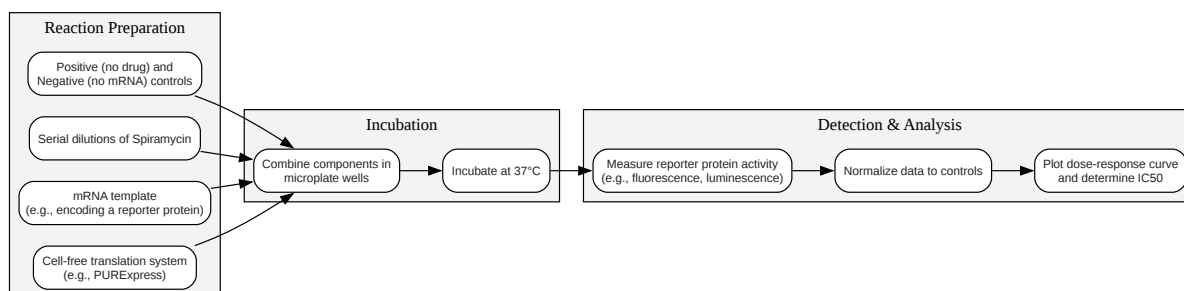 Reaction Preparation
Positive (no drug) and
Negative (no mRNA) controls
Serial dilutions of Spiramycin
mRNA template
(e.g., encoding a reporter protein)
Cell-free translation system
(e.g., PURExpress)
Incubation
Combine components in
microplate wells
Incubate at 37°C
Detection & Analysis
Measure reporter protein activity
(e.g., fluorescence, luminescence)
Normalize data to controls
Plot dose-response curve
and determine IC50